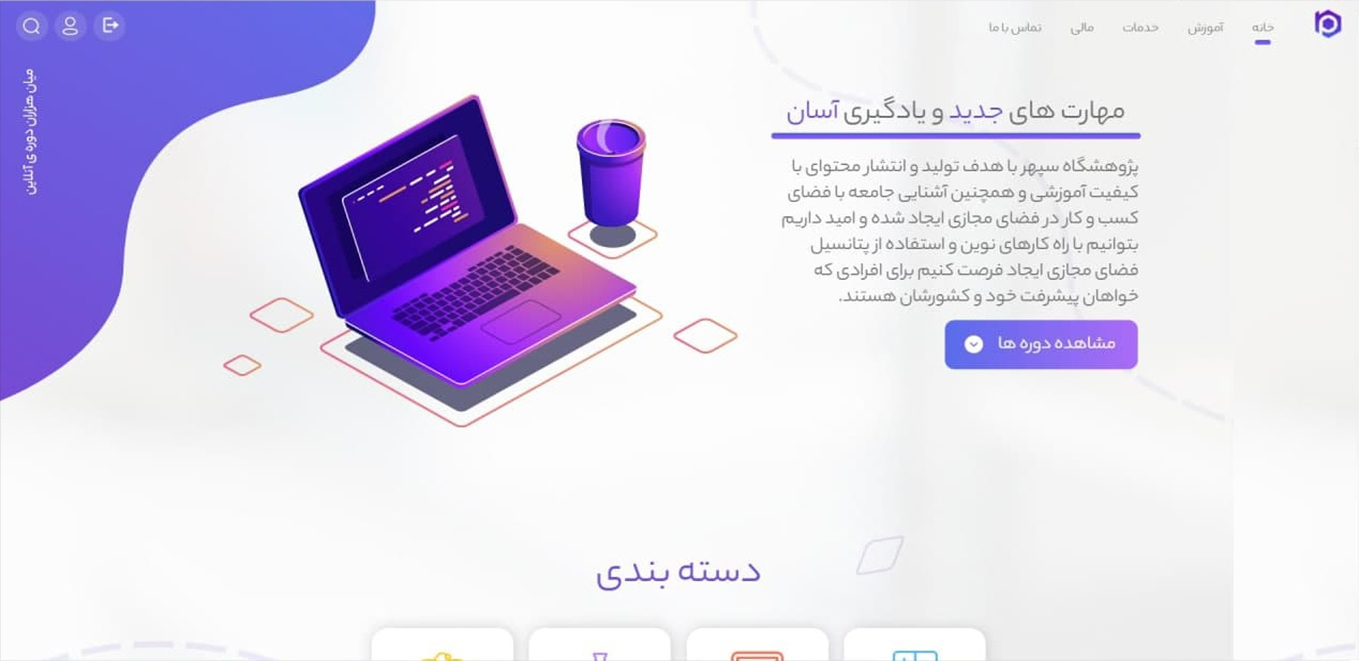 خانه
آموزش
خدمات
مالی
تماس با ما
میان هزاران دوره ی آنلاین
مهارت های جدید و یادگیری آسان
پژوهشگاه سپهر با هدف تولید و انتشار محتوای با
کیفیت آموزشی و همچنین آشنایی جامعه با فضای
کسب و کار در فضای مجازی ایجاد شده و امید داریم
بتوانیم با راه کارهای نوین و استفاده از پتانسیل
فضای مجازی ایجاد فرصت کنیم برای افرادی که
خواهان پیشرفت خود و کشورشان هستند.
مشاهده دوره ها
دسته بندی